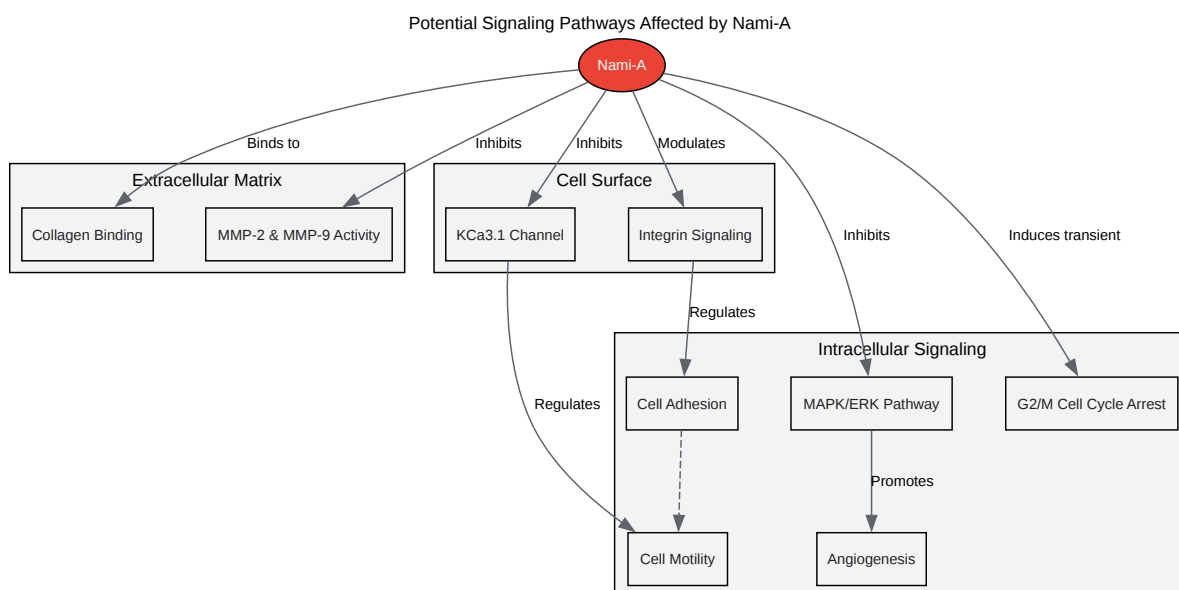 Potential Signaling Pathways Affected by Nami-A
Nami-A
Binds to
Inhibits
Inhibits
Modulates
Extracellular Matrix
Cell Surface
Collagen Binding
MMP-2 & MMP-9 Activity
KCa3.1 Channel
Integrin Signaling
Inhibits
Induces transient
Regulates
Intracellular Signaling
Regulates
Cell Adhesion
MAPK/ERK Pathway
G2/M Cell Cycle Arrest
Promotes
Cell Motility
Angiogenesis